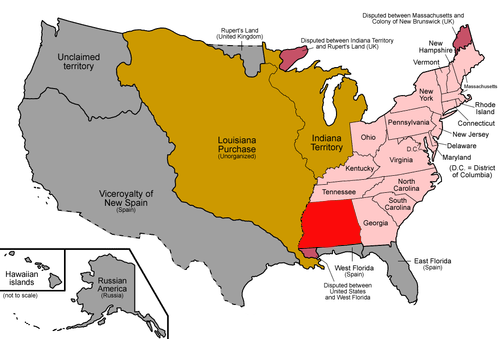 Rupert's Land
(United Kingdom)
Disputed between Indiana Territory
and Rupert's Land (UK)
Disputed between Massachusetts and
Colony of New Brunswick (UK)
Unclaimed
territory
New
Hampshire
Vermont
Massachusetts
New
York
Rhode
Island
Connecticut
New Jersey
Delaware
Maryland
(D.C. = District
of Columbia)
Pennsylvania
Louisiana
Purchase
(Unorganized)
Indiana
Territory
Ohio
D.C.
Virginia
Kentucky
Viceroyalty of
New Spain
(Spain)
Tennessee
North
Carolina
South
Carolina
Georgia
Hawaiian
islands
(not to scale)
Russian
America
(Russia)
West Florida
(Spain)
East Florida
(Spain)
Disputed between
United States
and West Florida